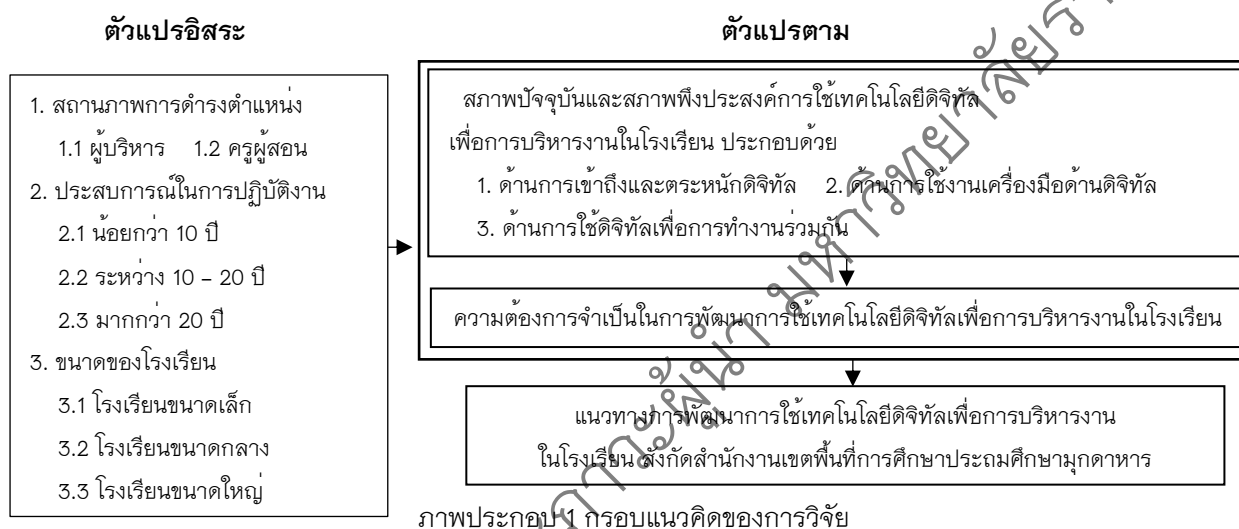 ตัวแปรอิสระ
1. สถานภาพการดำรงตำแหน่ง
1.1 ผู้บริหาร 1.2 ครูผู้สอน
2. ประสบการณ์ในการปฏิบัติงาน
2.1 น้อยกว่า 10 ปี
2.2 ระหว่าง 10 – 20 ปี
2.3 มากกว่า 20 ปี
3. ขนาดของโรงเรียน
3.1 โรงเรียนขนาดเล็ก
3.2 โรงเรียนขนาดกลาง
3.3 โรงเรียนขนาดใหญ่
ตัวแปรตาม
สภาพปัจจุบันและสภาพพึงประสงค์การใช้เทคโนโลยีดิจิทัล
เพื่อการบริหารงานในโรงเรียน ประกอบด้วย
1. ด้านการเข้าถึงและตระหนักดิจิทัล 2. ด้านการใช้งานเครื่องมือด้านดิจิทัล
3. ด้านการใช้ดิจิทัลเพื่อการทำงานร่วมกัน
ความต้องการจำเป็นในการพัฒนาการใช้เทคโนโลยีดิจิทัลเพื่อการบริหารงานในโรงเรียน
แนวทางการพัฒนาการใช้เทคโนโลยีดิจิทัลเพื่อการบริหารงาน
ในโรงเรียน สังกัดสำนักงานเขตพื้นที่การศึกษาประถมศึกษามุกดาหาร
ภาพประกอบ 1 กรอบแนวคิดของการวิจัย
ภาวะผู้นำ มหาวิทยาลัย